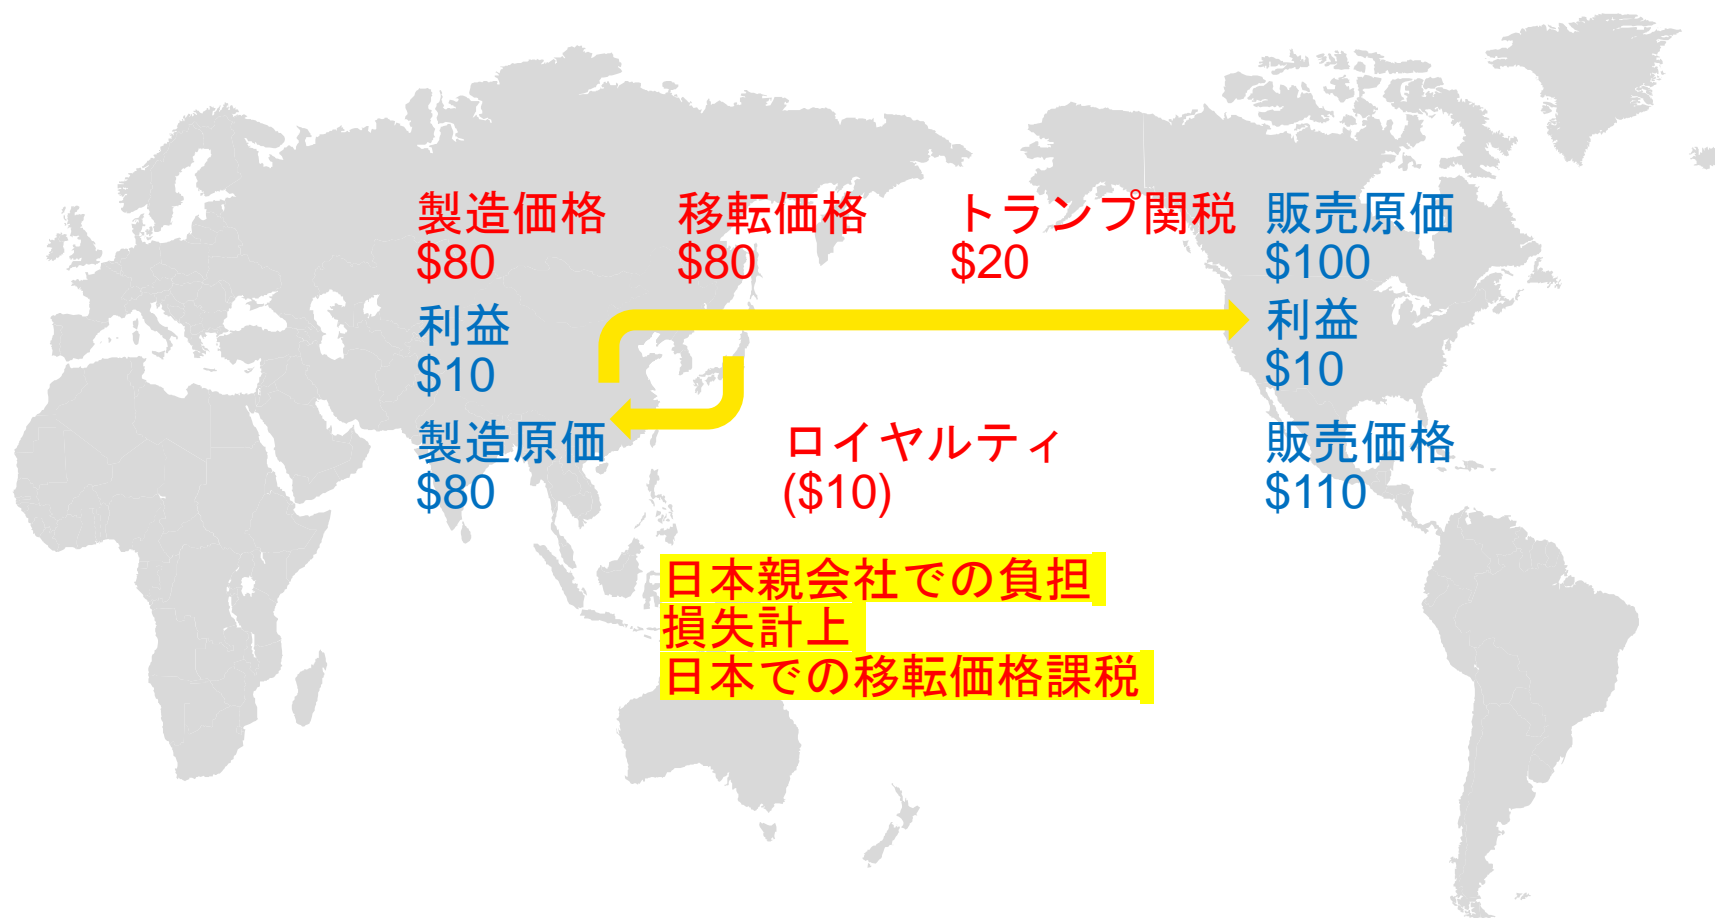 製造価格
$80
移転価格
$80
トランプ関税
$20
販売原価
$100
利益
$10
利益
$10
製造原価
$80
ロイヤルティ
($10)
販売価格
$110
日本親会社での負担
損失計上
日本での移転価格課税